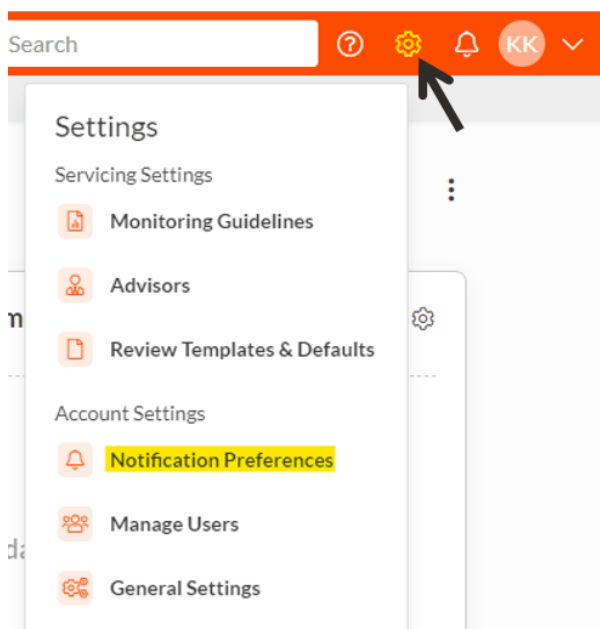 Search
KK
Settings
Servicing Settings
Monitoring Guidelines
Advisors
m
Review Templates & Defaults
Account Settings
Notification Preferences
Manage Users
da
General Settings